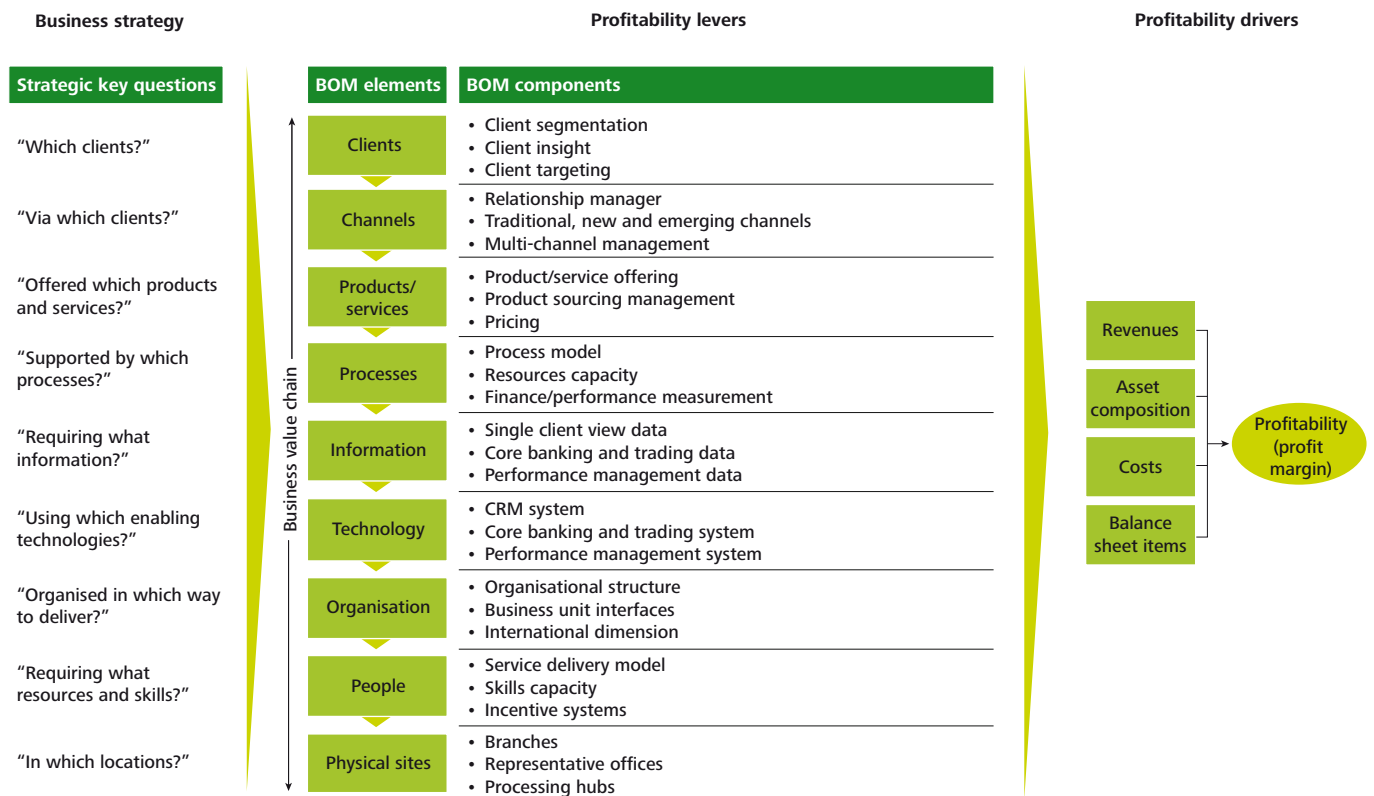 Business strategy
Profitability levers
Profitability drivers
Strategic key questions
BOM elements
BOM components
“Which clients?”
Clients
• Client segmentation
• Client insight
• Client targeting
“Via which clients?”
Channels
• Relationship manager
• Traditional, new and emerging channels
• Multi-channel management
“Offered which products
and services?”
Products/
services
• Product/service offering
• Product sourcing management
• Pricing
“Supported by which
processes?”
Processes
• Process model
• Resources capacity
• Finance/performance measurement
“Requiring what
information?”
Information
• Single client view data
• Core banking and trading data
• Performance management data
“Using which enabling
technologies?”
Technology
• CRM system
• Core banking and trading system
• Performance management system
“Organised in which way
to deliver?”
Organisation
• Organisational structure
• Business unit interfaces
• International dimension
“Requiring what
resources and skills?”
People
• Service delivery model
• Skills capacity
• Incentive systems
“In which locations?”
Physical sites
• Branches
• Representative offices
• Processing hubs
Business value chain
Revenues
Asset
composition
Costs
Balance
sheet items
Profitability
(profit
margin)